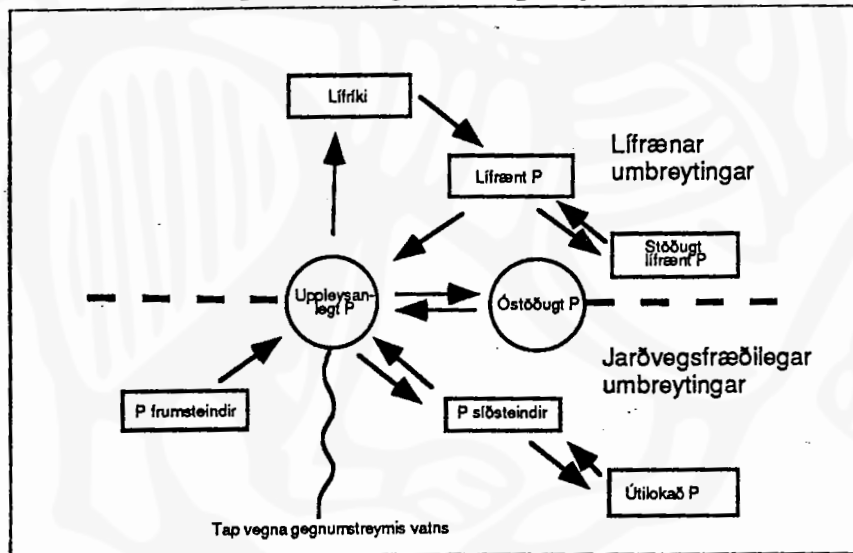 Lífríki
Lífrænt P
Lífrænar
umbreytingar
Stöðugt
lífrænt P
Uppleysan-
legt P
Óstöðugt P
Jarðvegsfræðilegar
umbreytingar
P frumsteindir
P síðsteindir
Útilokað P
Tap vegna gegnumstreymis vatns